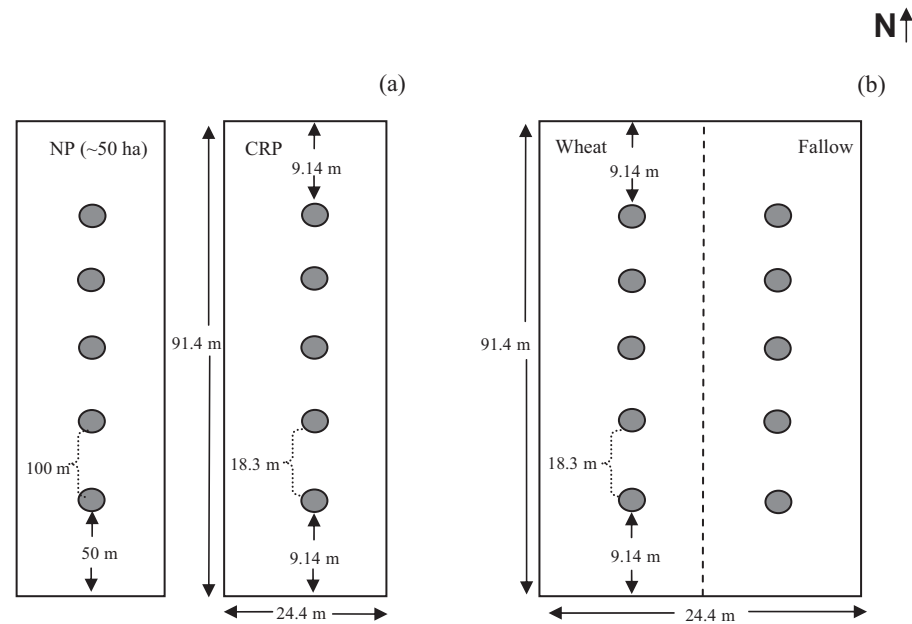 N
(a)
(b)
NP (~50 ha)
CRP
Wheat
Fallow
9.14 m
9.14 m
91.4 m
91.4 m
100 m
18.3 m
18.3 m
50 m
9.14 m
9.14 m
24.4 m
24.4 m